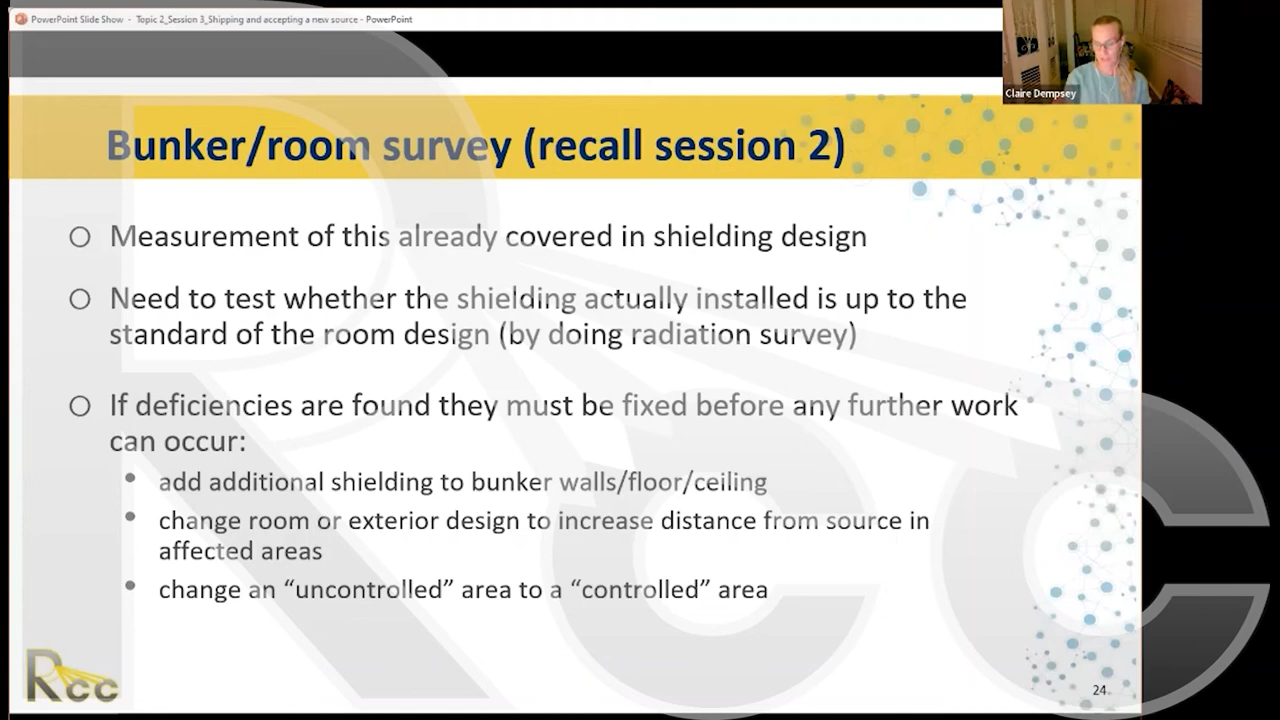 PowerPoint Slide Show - Topic 2_Session 3_Shipping and accepting a new source - PowerPoint
Claire Dempsey
Bunker/room survey (recall session 2)
Measurement of this already covered in shielding design
Need to test whether the shielding actually installed is up to the
standard of the room design (by doing radiation survey)
If deficiencies are found they must be fixed before any further work
can occur:
add additional shielding to bunker walls/floor/ceiling
change room or exterior design to increase distance from source in
affected areas
change an “uncontrolled” area to a “controlled” area
Rcc
24